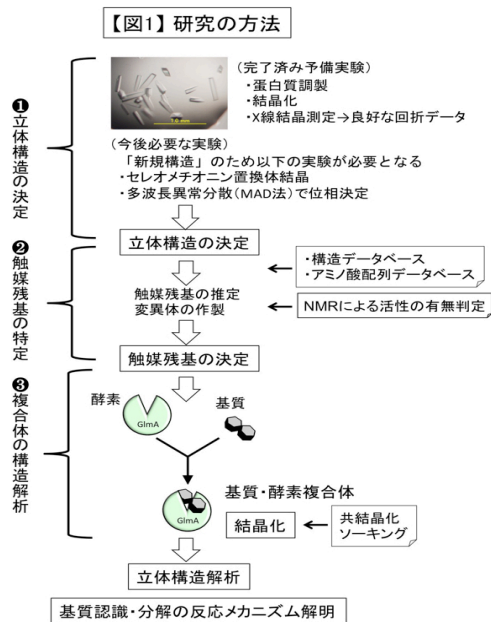 【図1】 研究の方法
❶立体構造の決定
(完了済み予備実験)
・蛋白質調製
・結晶化
・X線結晶測定→良好な回折データ
1.0 mm
(今後必要な実験)
「新規構造」のため以下の実験が必要となる
・セレオメチオニン置換体結晶
・多波長異常分散(MAD法)で位相決定
立体構造の決定
❷触媒残基の特定
・構造データベース
・アミノ酸配列データベース
触媒残基の推定
変異体の作製
NMRによる活性の有無判定
触媒残基の決定
❸複合体の構造解析
酵素
基質
GlmA
基質・酵素複合体
GlmA
結晶化
共結晶化
ソーキング
立体構造解析
基質認識・分解の反応メカニズム解明